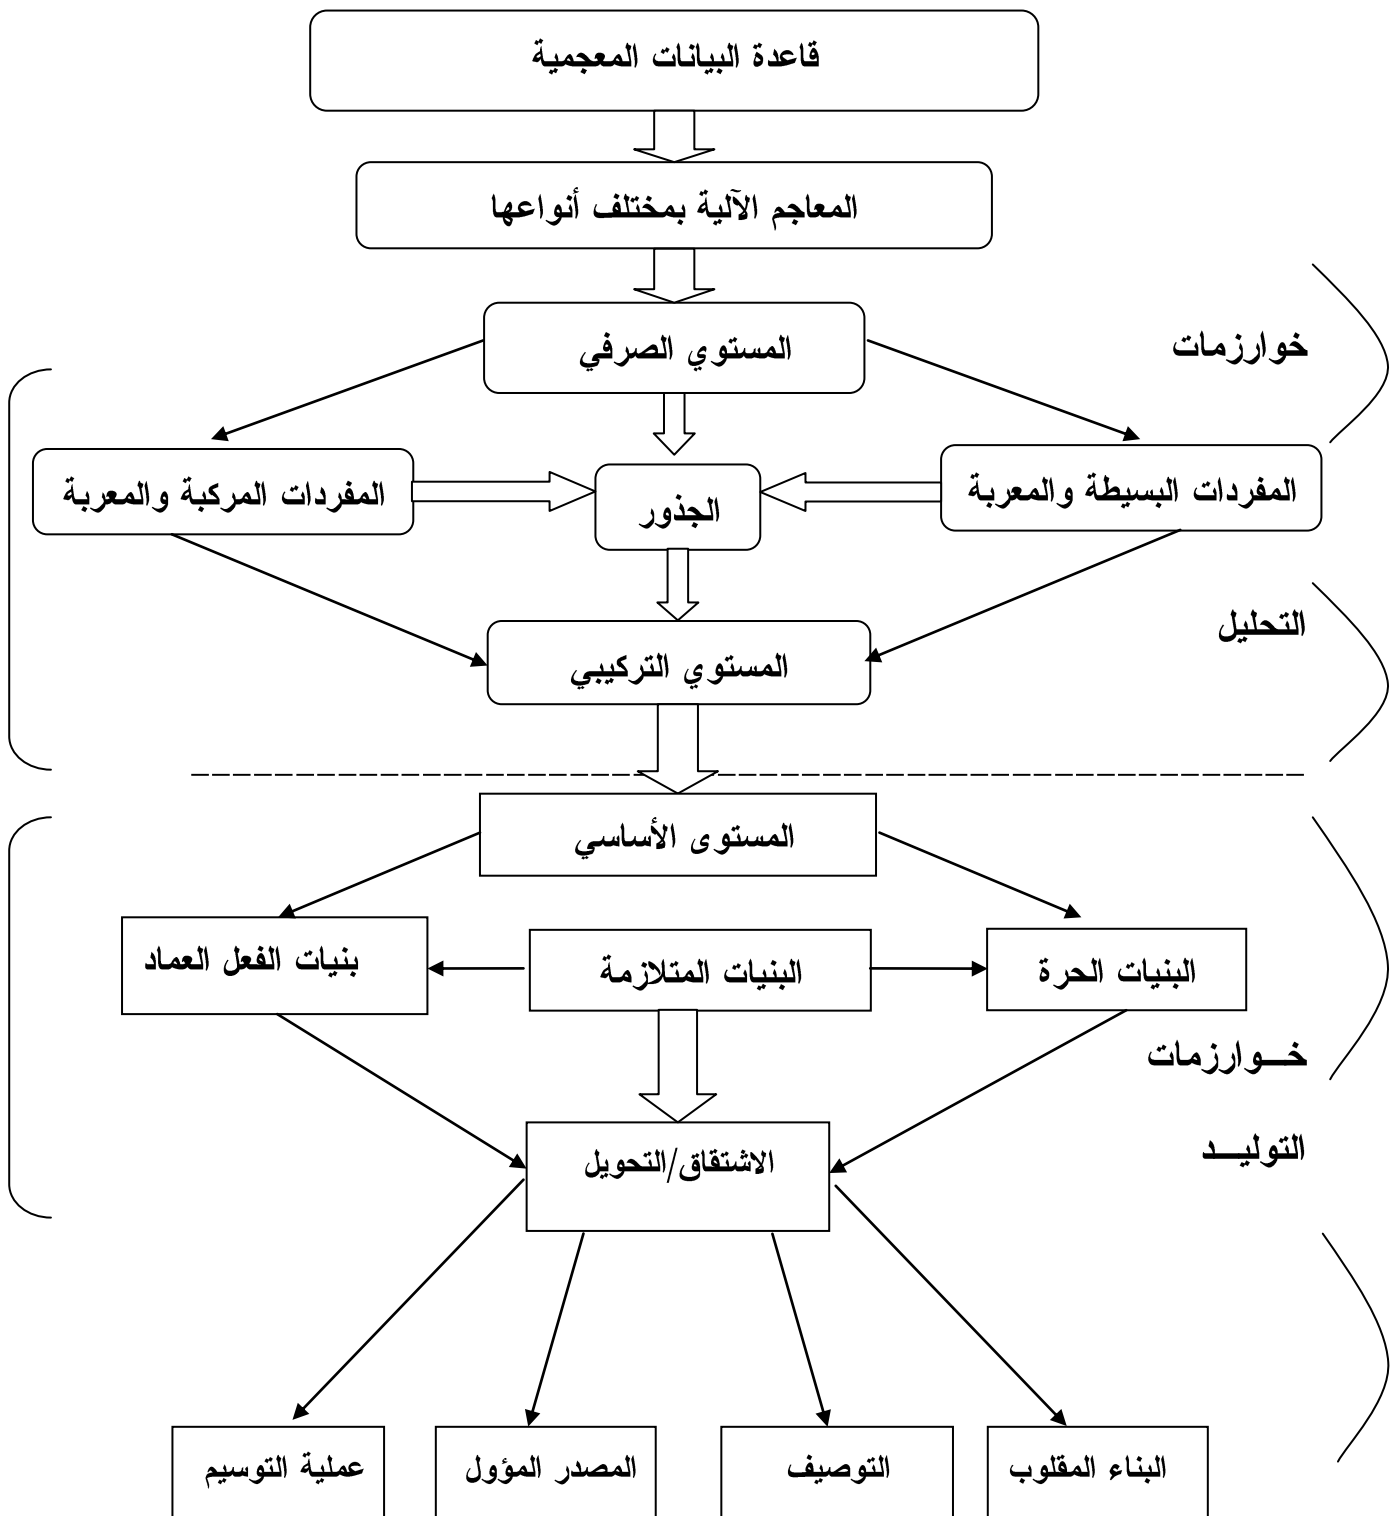 قاعدة البيانات المعجمية
المعاجم الآلية بمختلف أنواعها
المستوي الصرفي
خوارزمات
المفردات البسيطة والمعربة
الجذور
المفردات المركبة والمعربة
التحليل
المستوي التركيبي
المستوى الأساسي
البنيات الحرة
البنيات المتلازمة
بنيات الفعل العماد
خـــوارزمات
التوليـــد
الاشتقاق/التحويل
البناء المقلوب
التوصيف
المصدر المؤول
عملية التوسيم